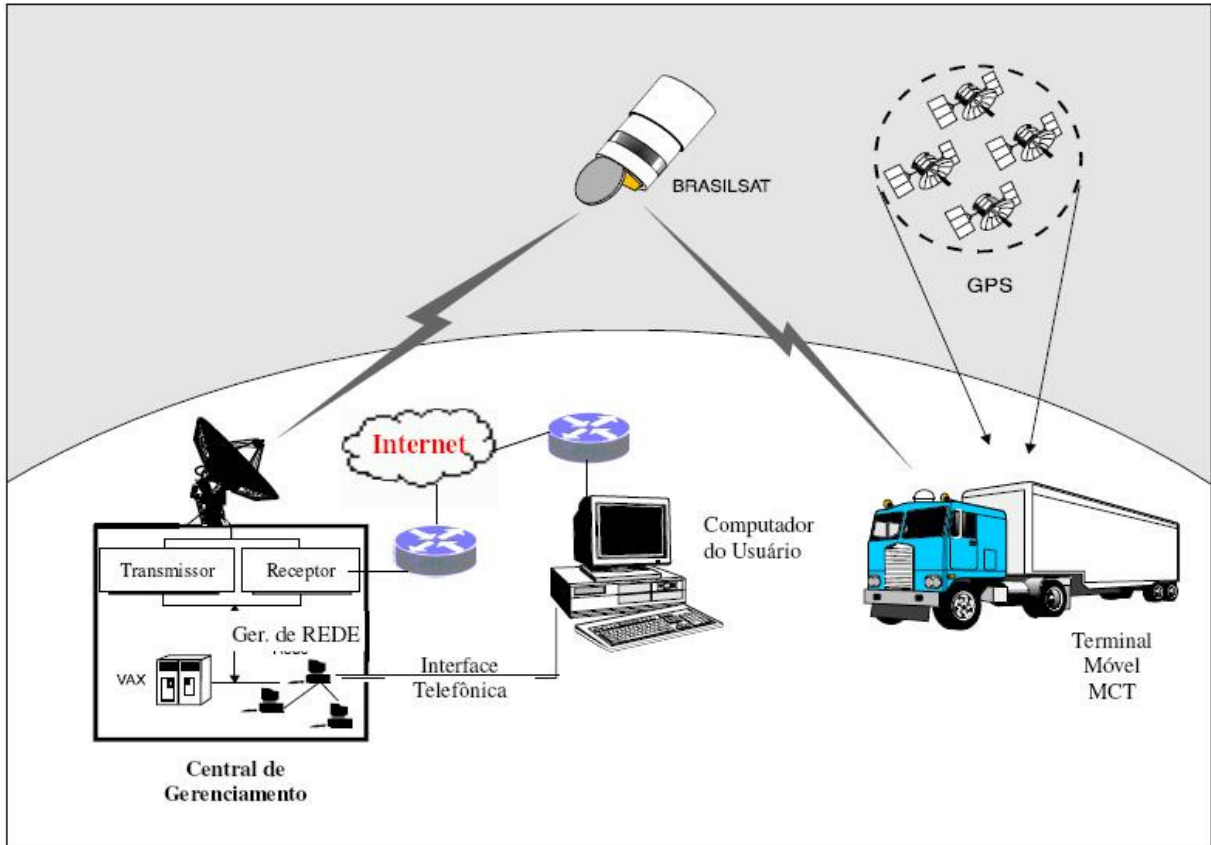 BRASILSAT
GPS
Internet
Transmissor
Receptor
Ger. de REDE
VAX
Interface
Telefônica
Computador
do Usuário
Terminal
Móvel
MCT
Central de
Gerenciamento